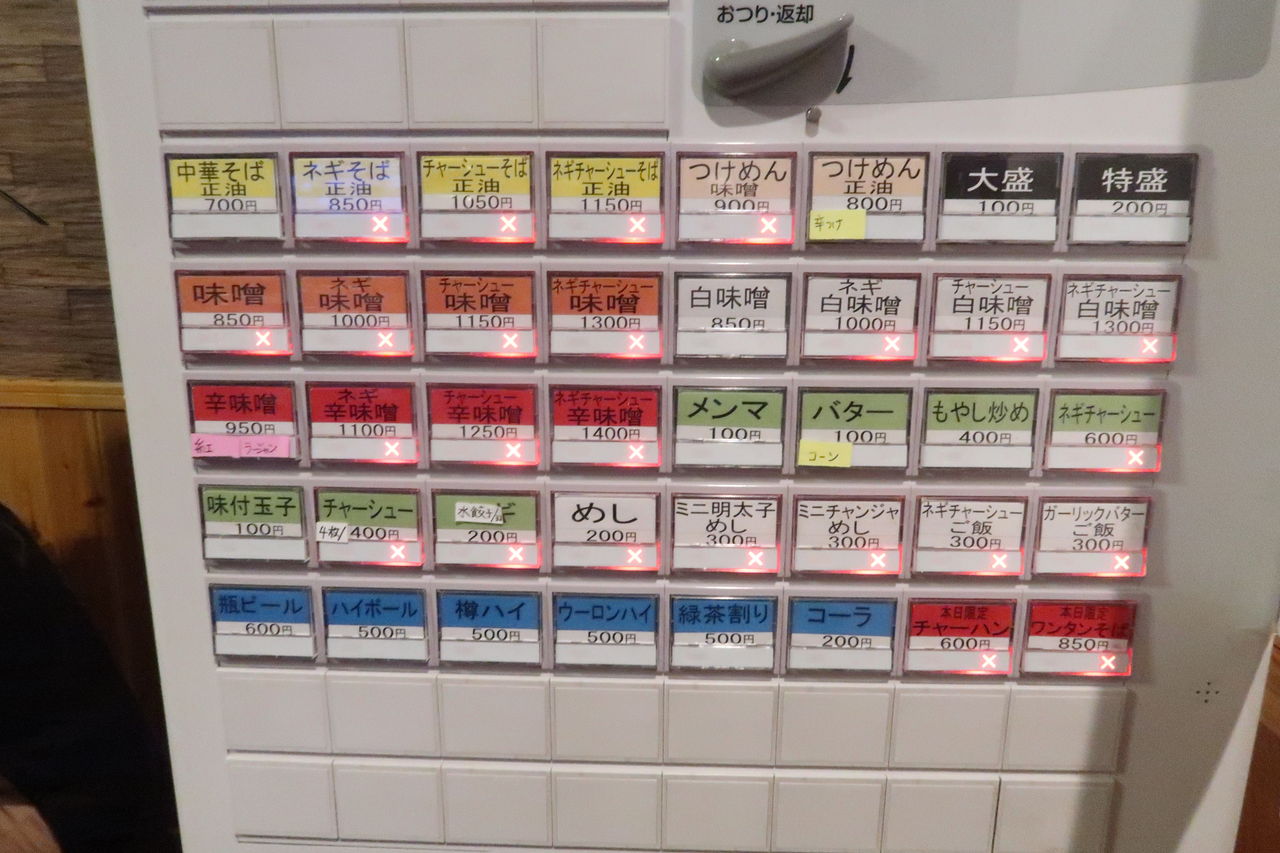 おつり・返却
中華そば
正油
700円
ネギそば
正油
850円
×
チャーシューそば
正油
1050円
×
ネギチャーシューそば
正油
1150円
×
つけめん
味噌
900円
×
つけめん
正油
800円
辛つけ
大盛
100円
特盛
200円
味噌
850円
×
ネギ
味噌
1000円
×
チャーシュー
味噌
1150円
×
ネギチャーシュー
味噌
1300円
×
白味噌
850円
ネギ
白味噌
1000円
×
チャーシュー
白味噌
1150円
×
ネギチャーシュー
白味噌
1300円
×
辛味噌
950円
紅 ラージャン
ネギ
辛味噌
1100円
×
チャーシュー
辛味噌
1250円
×
ネギチャーシュー
辛味噌
1400円
×
メンマ
100円
バター
100円
コーン
もやし炒め
400円
ネギチャーシュー
600円
×
味付玉子
100円
チャーシュー
4枚/ 400円
×
水餃子
200円
×
めし
200円
×
ミニ明太子
めし
300円
×
ミニチャンジャ
めし
300円
×
ネギチャーシュー
ご飯
300円
×
ガーリックバター
ご飯
300円
×
瓶ビール
600円
ハイボール
500円
樽ハイ
500円
ウーロンハイ
500円
緑茶割り
500円
コーラ
200円
本日限定
チャーハン
600円
×
本日限定
ワンタンそば
850円
×